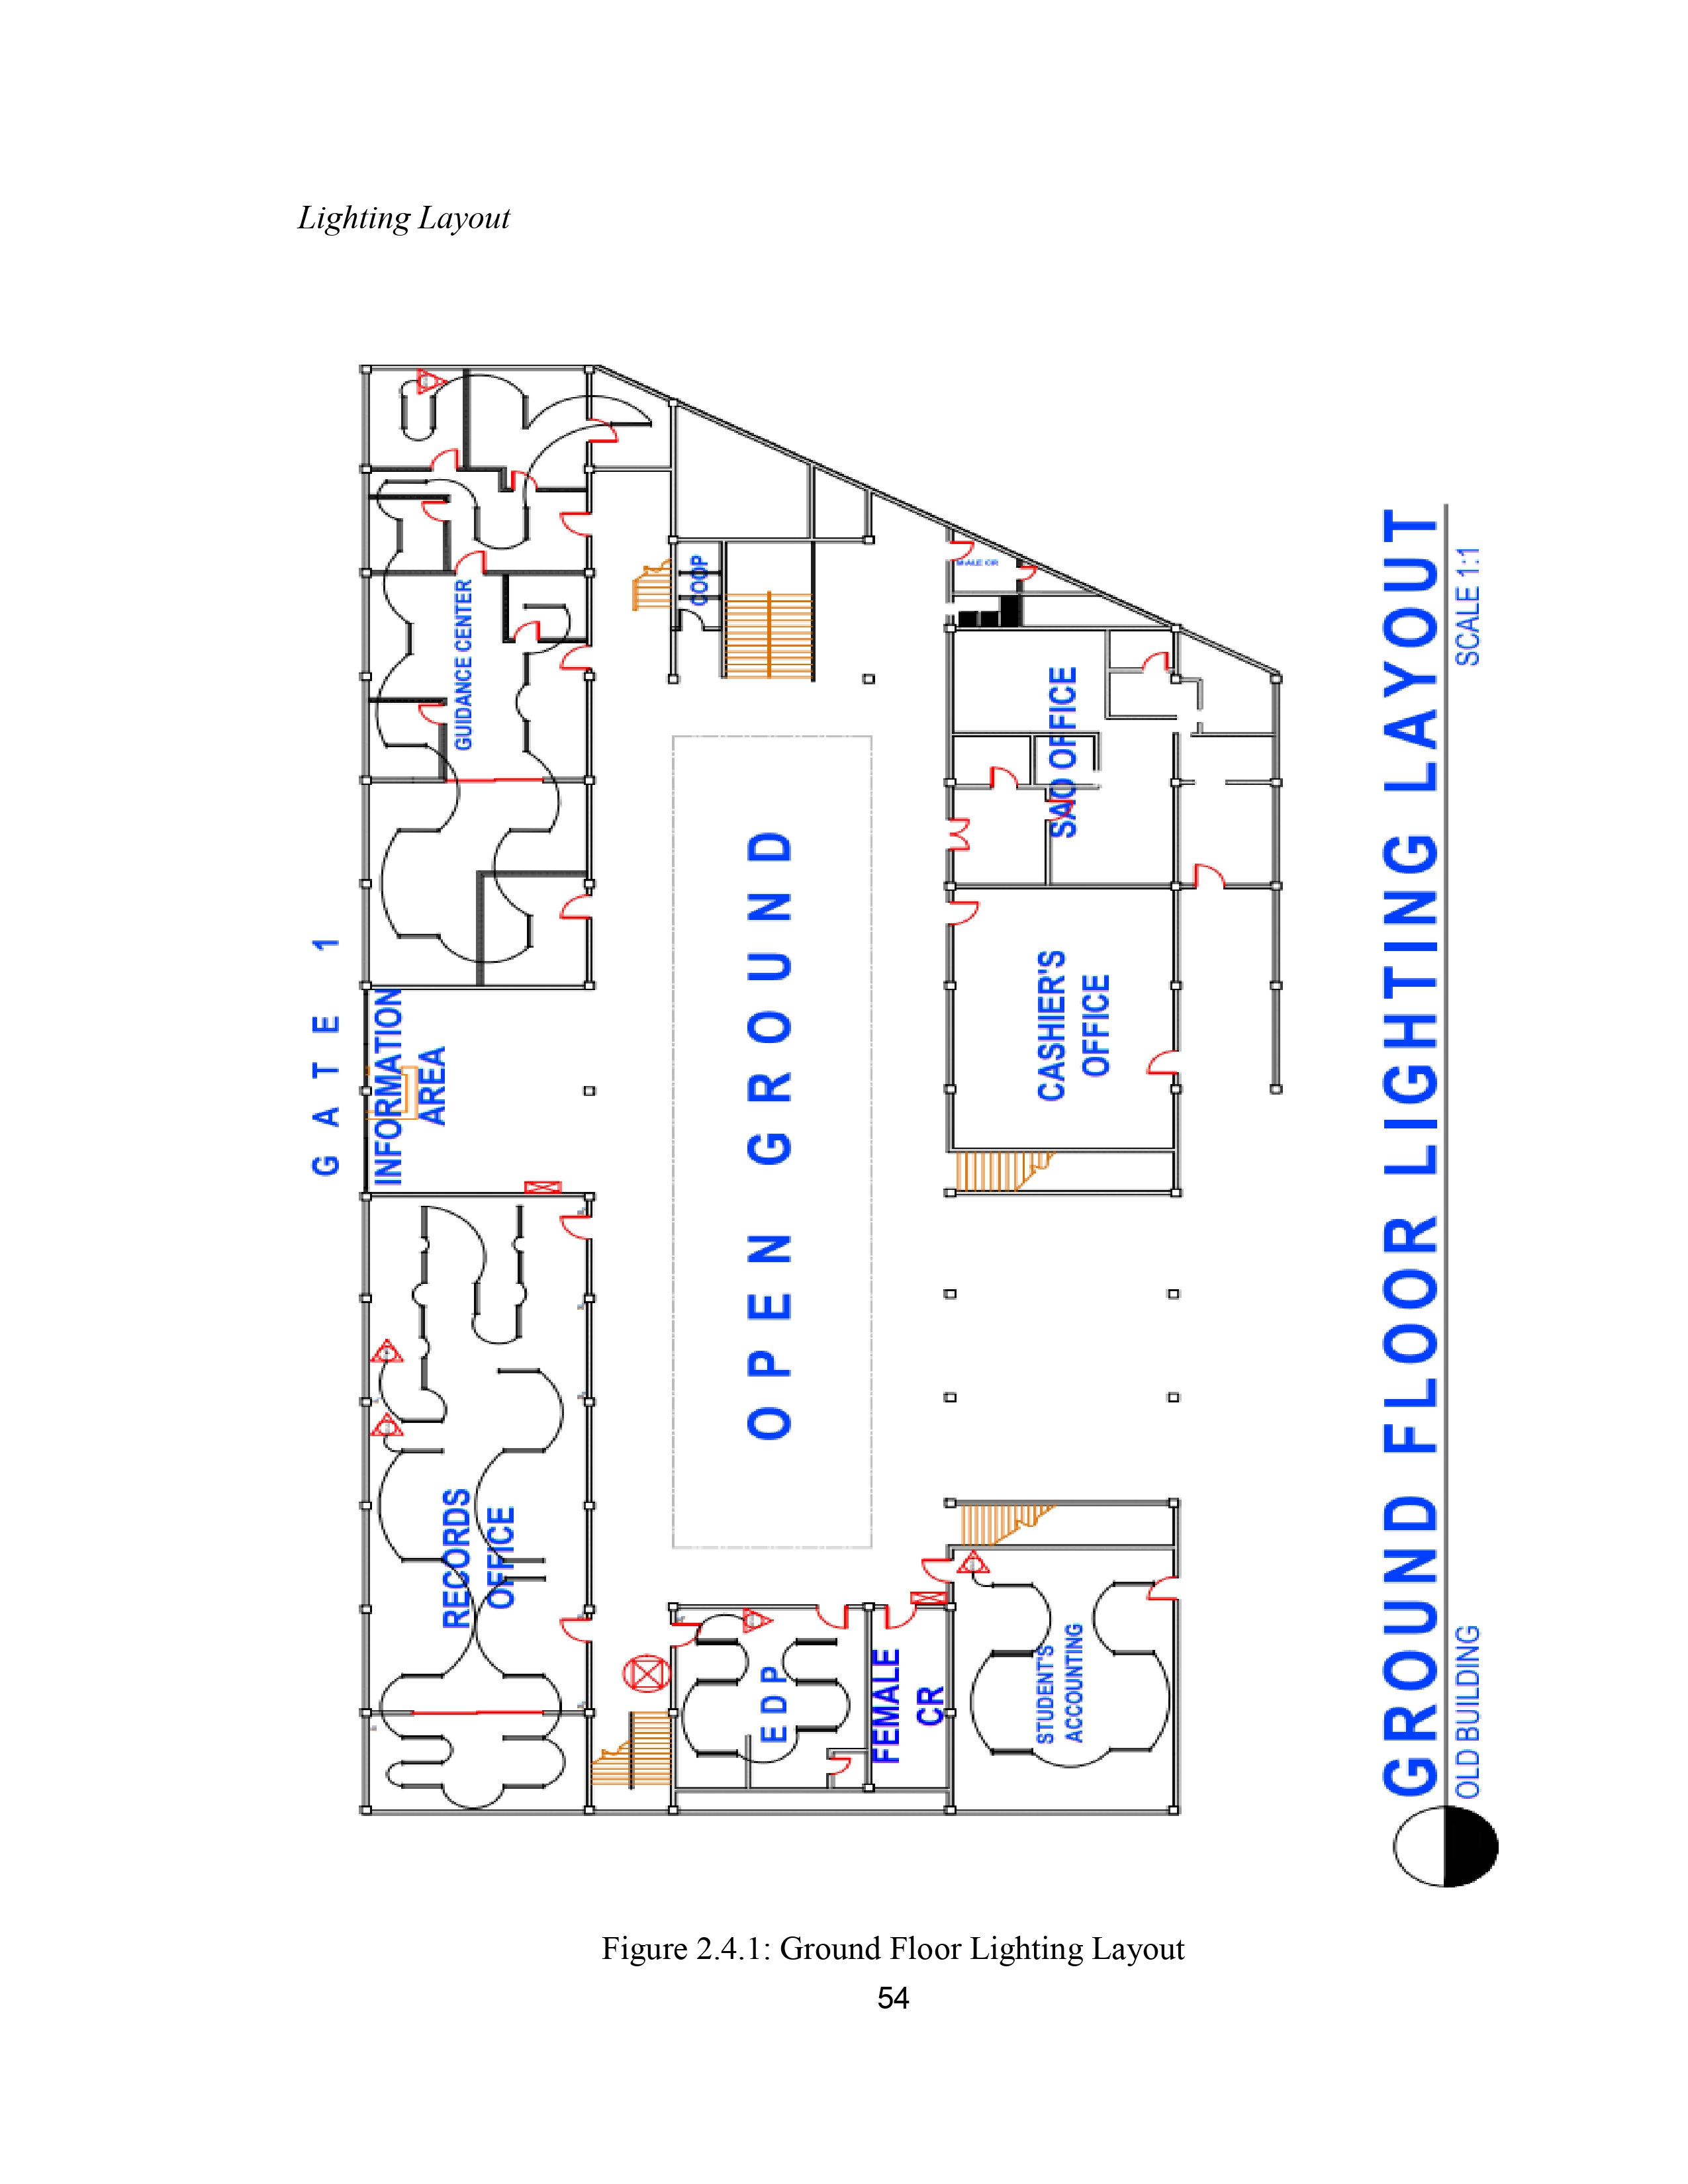 Lighting Layout
GATE 1
INFORMATION
AREA
GUIDANCE CENTER
RECORDS
OFFICE
COOP
OPEN GROUND
EDP
FEMALE
CR
MALE CR
SAO OFFICE
CASHIER'S
OFFICE
STUDENT'S
ACCOUNTING
GROUND FLOOR LIGHTING LAYOUT
OLD BUILDING
SCALE 1:1
Figure 2.4.1: Ground Floor Lighting Layout
54